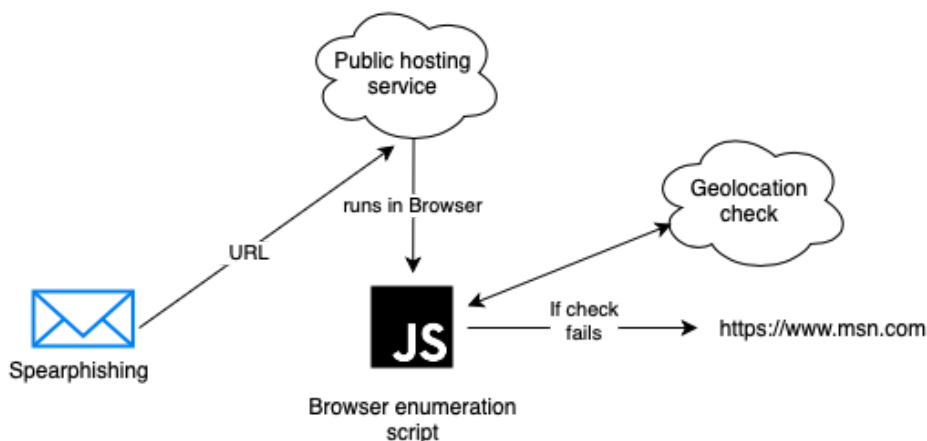 Public hosting
service
Geolocation
check
runs in Browser
URL
If check
fails
https://www.msn.com
JS
Spearphishing
Browser enumeration
script